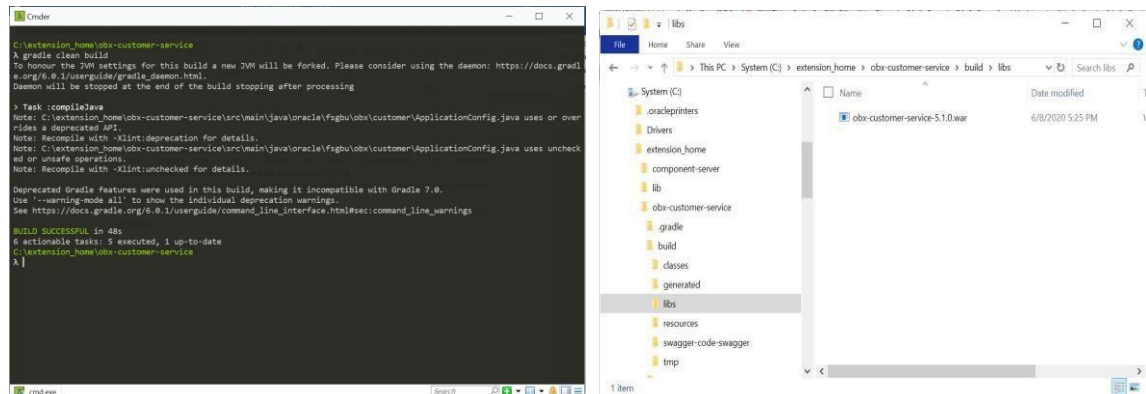 Cmder
C:\extension_home\obx-customer-service
λ gradle clean build
To honour the JVM settings for this build a new JVM will be forked. Please consider using the daemon: https://docs.gradl
e.org/6.0.1/userguide/gradle_daemon.html.
Daemon will be stopped at the end of the build stopping after processing
> Task :compileJava
Note: C:\extension_home\obx-customer-service\src\main\java\oracle\fsgbu\obx\customer\ApplicationConfig.java uses or over
rides a deprecated API.
Note: Recompile with -Xlint:deprecation for details.
Note: C:\extension_home\obx-customer-service\src\main\java\oracle\fsgbu\obx\customer\ApplicationConfig.java uses uncheck
ed or unsafe operations.
Note: Recompile with -Xlint:unchecked for details.
Deprecated Gradle features were used in this build, making it incompatible with Gradle 7.0.
Use '--warning-mode all' to show the individual deprecation warnings.
See https://docs.gradle.org/6.0.1/userguide/command_line_interface.html#sec:command_line_warnings
BUILD SUCCESSFUL in 48s
6 actionable tasks: 5 executed, 1 up-to-date
C:\extension_home\obx-customer-service
λ
cmd.exe
Search
libs
File Home Share View
This PC > System (C:) > extension_home > obx-customer-service > build > libs
Search libs
System (C:)
.oracleprinters
Drivers
extension_home
component-server
lib
obx-customer-service
.gradle
build
classes
generated
libs
resources
swagger-code-swagger
tmp
Name Date modified
obx-customer-service-5.1.0.war 6/8/2020 5:25 PM
1 item